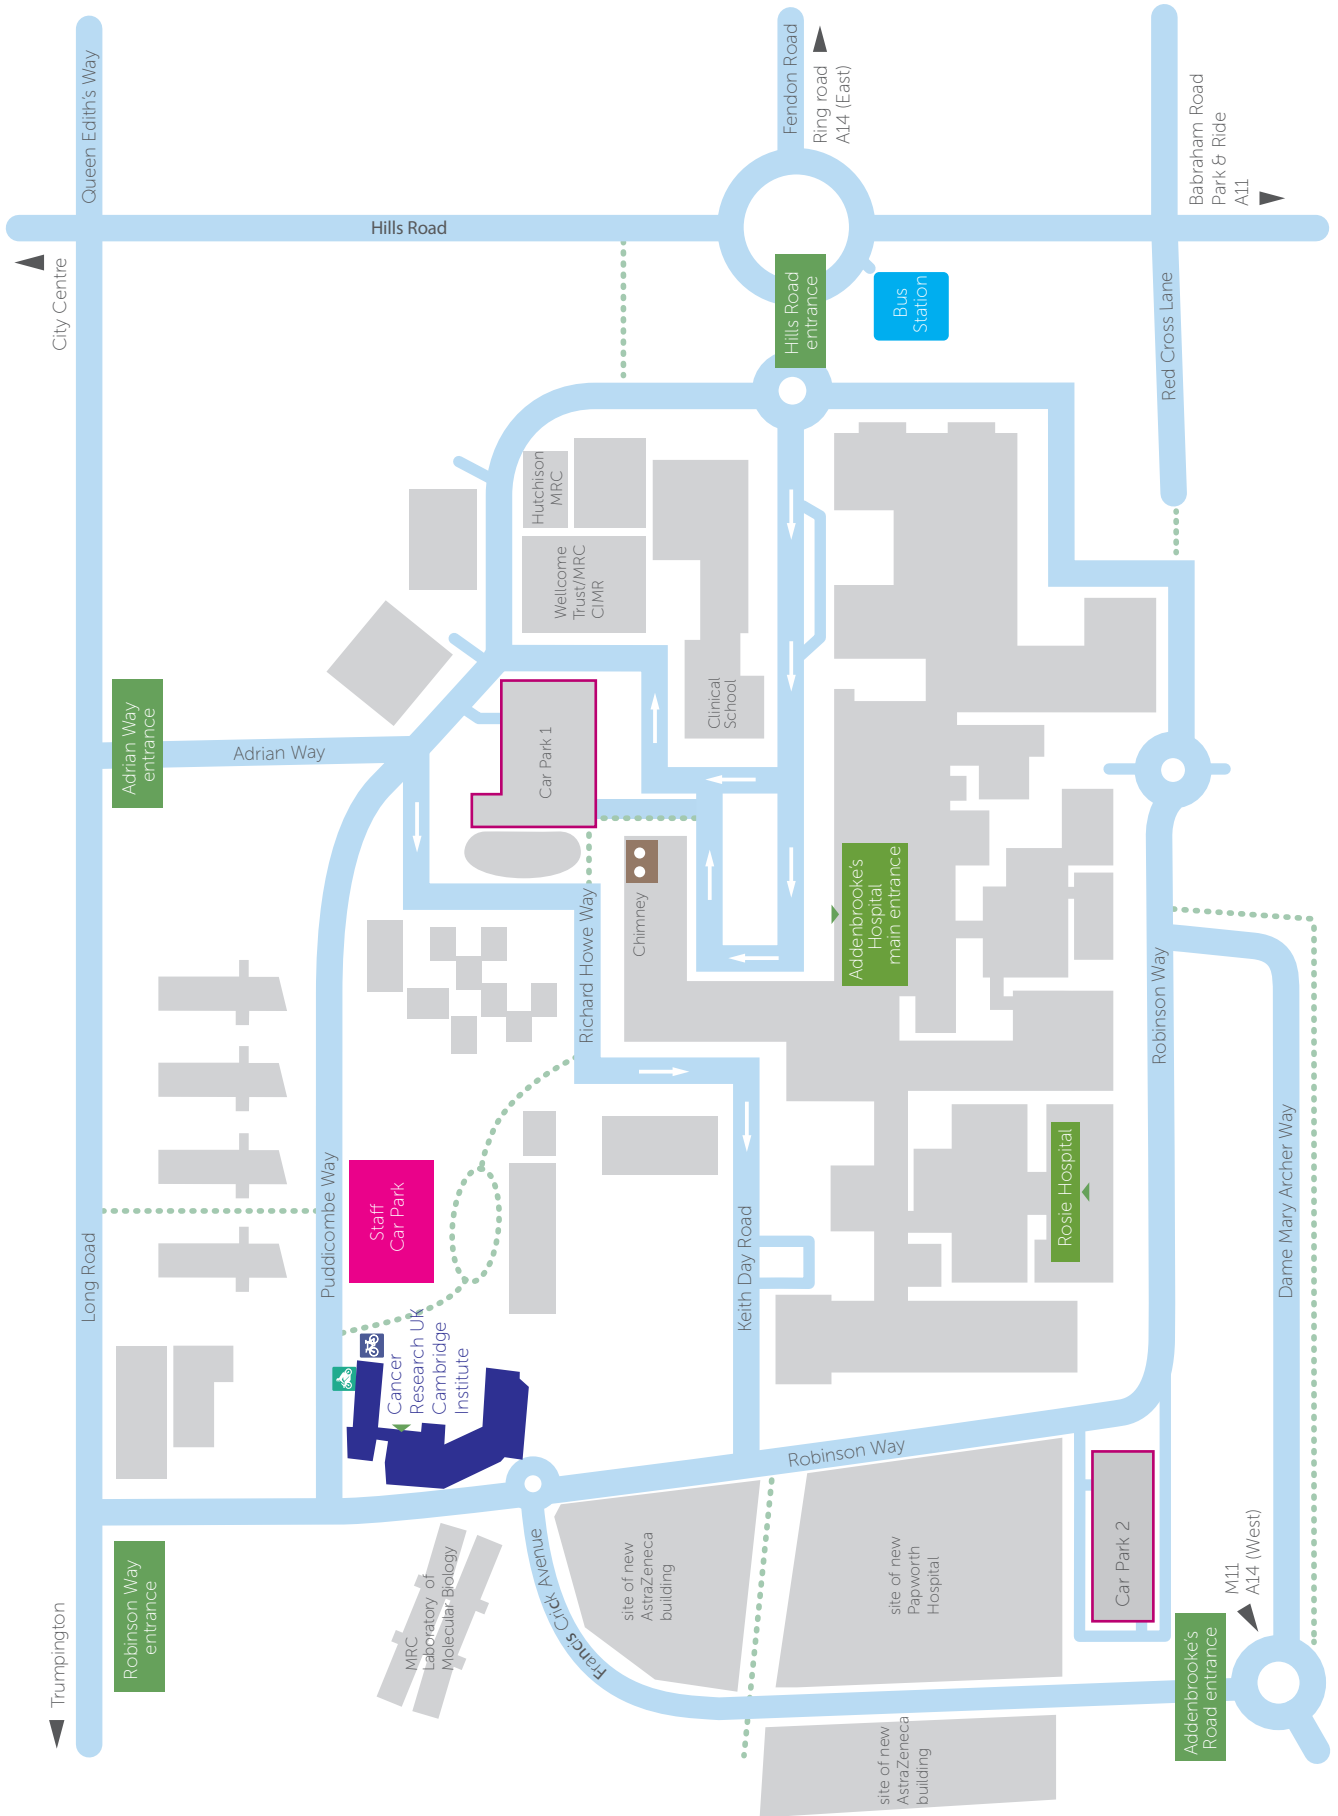 Queen Edith's Way
Fendon Road
Ring road
A14 (East)
Babraham Road
Park & Ride
A11
Hills Road
City Centre
Hills Road
entrance
Bus
Station
Red Cross Lane
Hutchison
MRC
Wellcome
Trust/MRC
CIMR
Clinical
School
Adrian Way
entrance
Adrian Way
Car Park 1
Chimney
Richard Howe Way
Addenbrooke's
Hospital
main entrance
Robinson Way
Long Road
Puddicombe Way
Staff
Car Park
Keith Day Road
Rosie Hospital
Dame Mary Archer Way
Cancer
Research UK
Cambridge
Institute
Robinson Way
Robinson Way
entrance
Trumpington
MRC
Laboratory of
Molecular Biology
Francis Crick Avenue
site of new
AstraZeneca
building
site of new
Papworth
Hospital
Car Park 2
M11
A14 (West)
Addenbrooke's
Road entrance
site of new
AstraZeneca
building